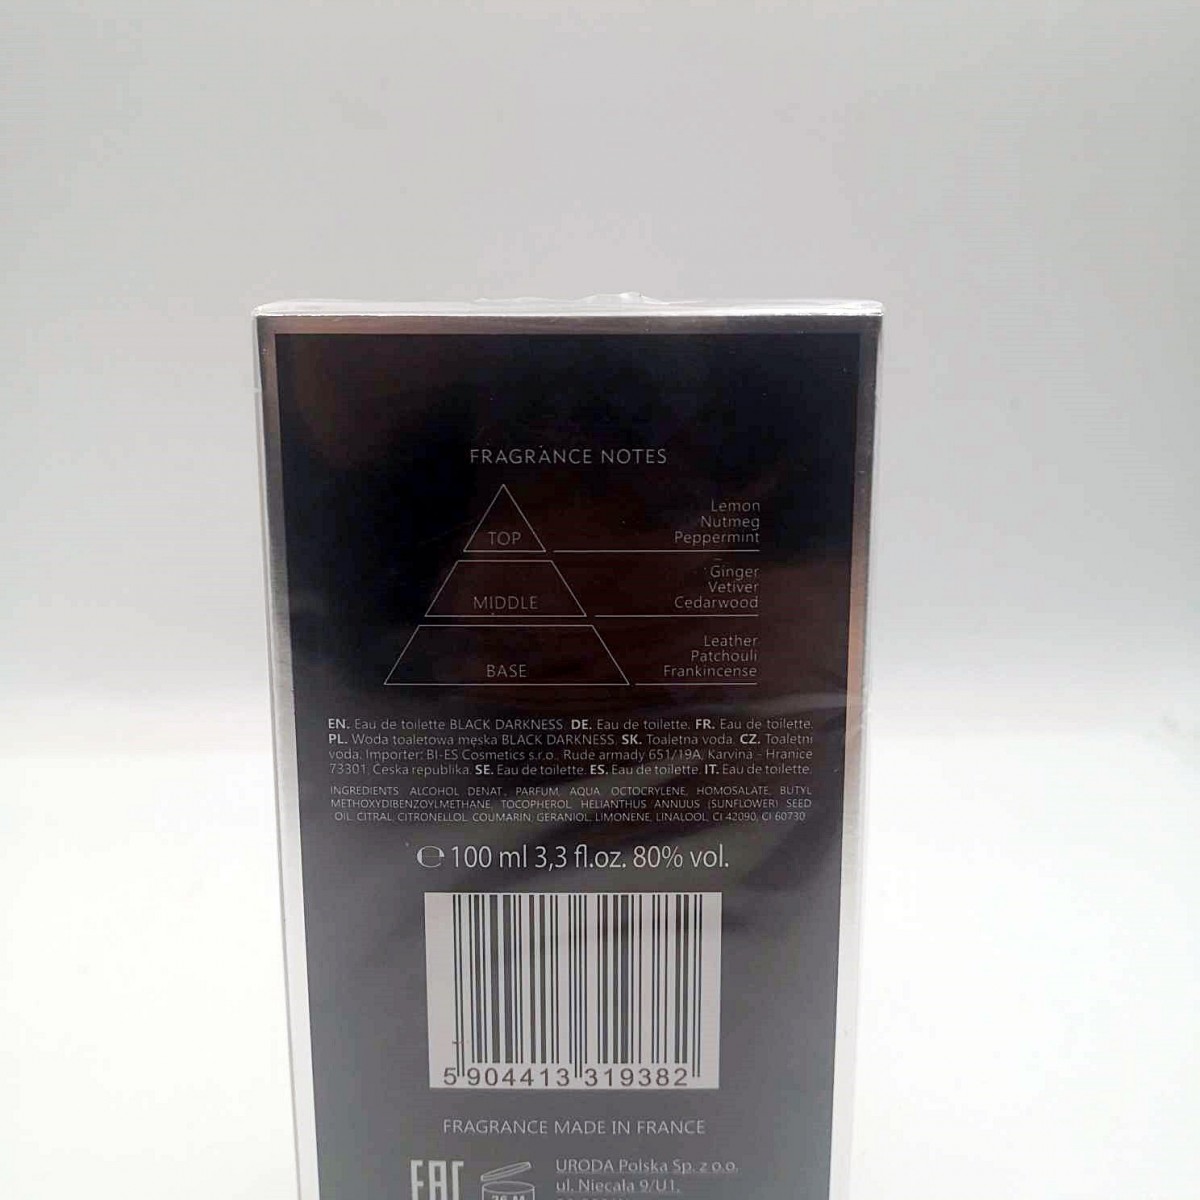 FRAGRANCE NOTES
Lemon
Nutmeg
TOP Peppermint
Ginger
Vetiver
MIDDLE Cedarwood
Leather
Patchouli
BASE Frankincense
EN. Eau de toilette BLACK DARKNESS. DE. Eau de toilette. FR. Eau de toilette.
PL. Woda toaletowa męska BLACK DARKNESS. SK. Toaletna voda. CZ. Toaletni
voda. Importer: BI-ES Cosmetics s.r.o., Rude armady 651/19A, Karvina - Hranice
73301, Ceska republika. SE. Eau de toilette. ES. Eau de toilette. IT. Eau de toilette.
INGREDIENTS: ALCOHOL DENAT., PARFUM, AQUA, OCTOCRYLENE, HOMOSALATE, BUTYL
METHOXYDIBENZOYLMETHANE, TOCOPHEROL, HELIANTHUS ANNUUS (SUNFLOWER) SEED
OIL, CITRAL, CITRONELLOL, COUMARIN, GERANIOL, LIMONENE, LINALOOL, CI 42090, CI 60730
℮ 100 ml 3,3 fl.oz. 80% vol.
5 904413 319382
FRAGRANCE MADE IN FRANCE
EAC
URODA Polska Sp. z o.o.
36 M
ul. Niecala 9/U1,